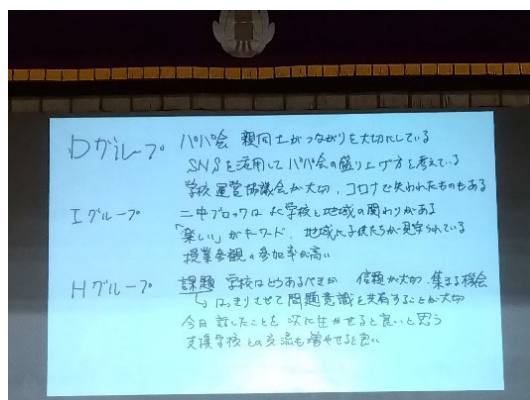 Dグループ パパ会 親同士がつながりを大切にしている
SNSを活用してパパ会の盛り上げ方を考えている
学校運営協議会が大切、コロナで失われたものもある
Iグループ 二中ブロックは 学校と地域の関わりがある
「楽しい」がキーワード、地域に子供たちが見守られている
授業参観の参加率が高い
Hグループ 課題 学校はどうあるべきか 信頼が大切 集まる機会
↳はっきりさせて問題意識を共有することが大切
今日話したことを次に生かせると良いと思う
支援学校との交流も増やせると良い